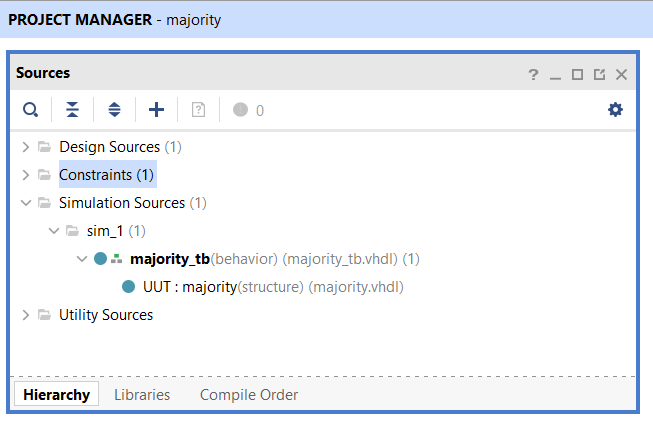 PROJECT MANAGER - majority
Sources
? 
0
Design Sources (1)
Constraints (1)
Simulation Sources (1)
sim_1 (1)
majority_tb(behavior) (majority_tb.vhdl) (1)
UUT : majority(structure) (majority.vhdl)
Utility Sources
Hierarchy Libraries Compile Order